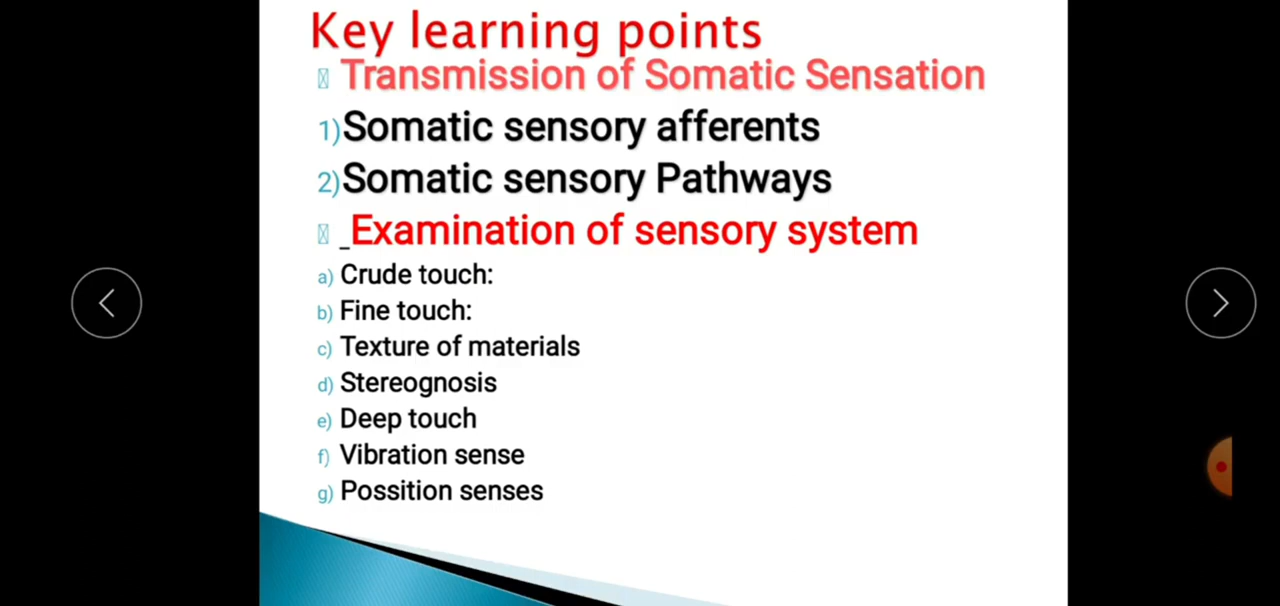 Key learning points
Transmission of Somatic Sensation
1)Somatic sensory afferents
2)Somatic sensory Pathways
_Examination of sensory system
a) Crude touch:
b) Fine touch:
c) Texture of materials
d) Stereognosis
e) Deep touch
f) Vibration sense
g) Possition senses